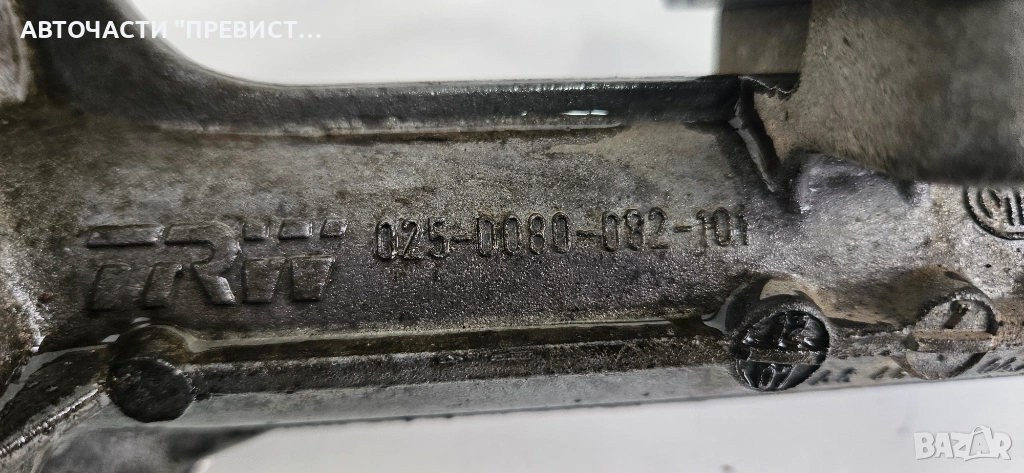 АВТОЧАСТИ "ПРЕВИСТ...
TRW 025-0080-082-101
BAZAR